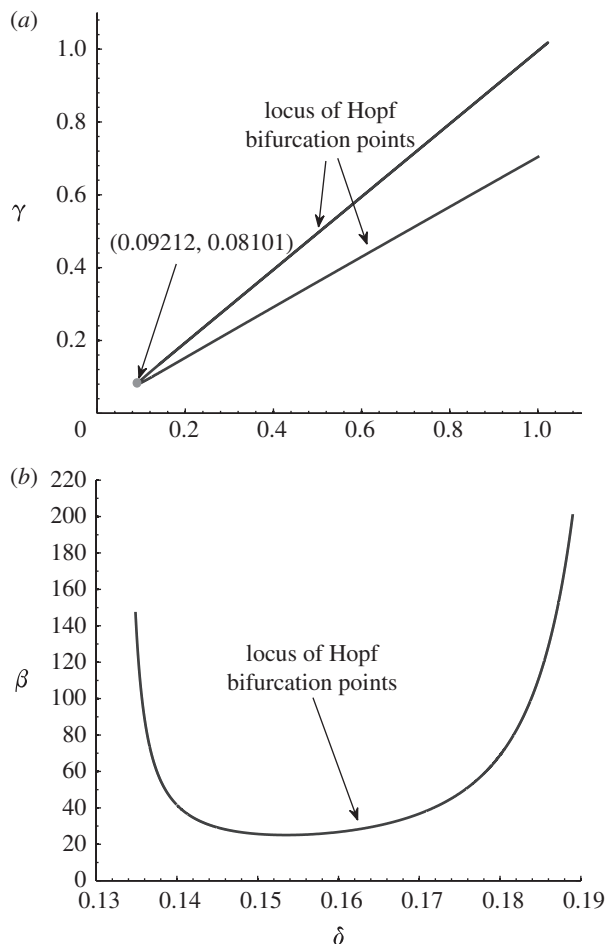 (a)
1.0
0.8
locus of Hopf
bifurcation points
0.6
γ
(0.09212, 0.08101)
0.4
0.2
0 0.2 0.4 0.6 0.8 1.0
(b)
220
200
180
160
140
120
locus of Hopf
bifurcation points
β
100
80
60
40
20
0
0.13 0.14 0.15 0.16 0.17 0.18 0.19
δ